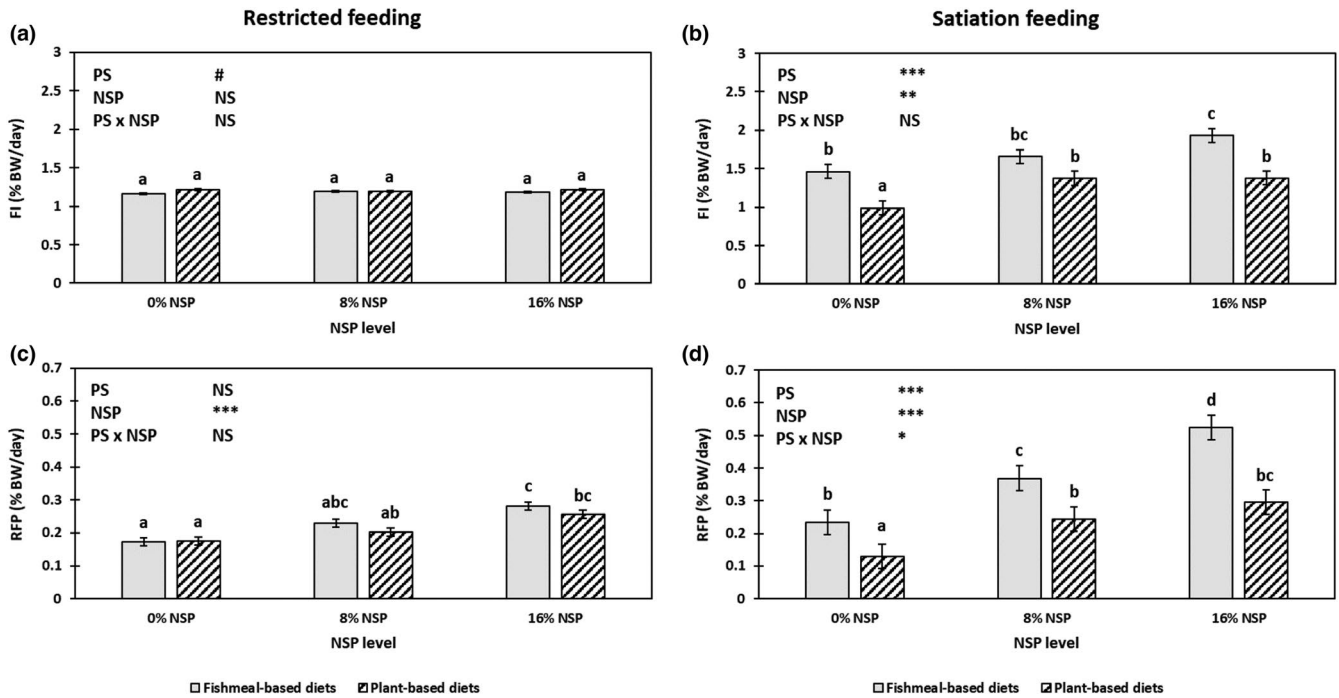 Restricted feeding
Satiation feeding
(a)
3
2.5
2
1.5
1
0.5
0
FI (% BW/day)
PS #
NSP NS
PS x NSP NS
a a a a a a
0% NSP 8% NSP 16% NSP
NSP level
(b)
3
2.5
2
1.5
1
0.5
0
FI (% BW/day)
PS ***
NSP **
PS x NSP NS
b a bc b c b
0% NSP 8% NSP 16% NSP
NSP level
(c)
0.7
0.6
0.5
0.4
0.3
0.2
0.1
0
RFP (% BW/day)
PS NS
NSP ***
PS x NSP NS
a a abc ab c bc
0% NSP 8% NSP 16% NSP
NSP level
(d)
0.7
0.6
0.5
0.4
0.3
0.2
0.1
0
RFP (% BW/day)
PS ***
NSP ***
PS x NSP *
b a c b d bc
0% NSP 8% NSP 16% NSP
NSP level
Fishmeal-based diets Plant-based diets
Fishmeal-based diets Plant-based diets